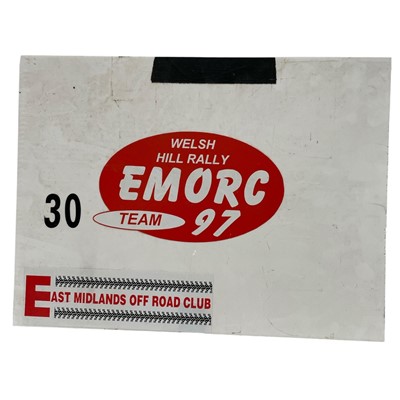 WELSH
HILL RALLY
EMORC
30
TEAM 97
EAST MIDLANDS OFF ROAD CLUB